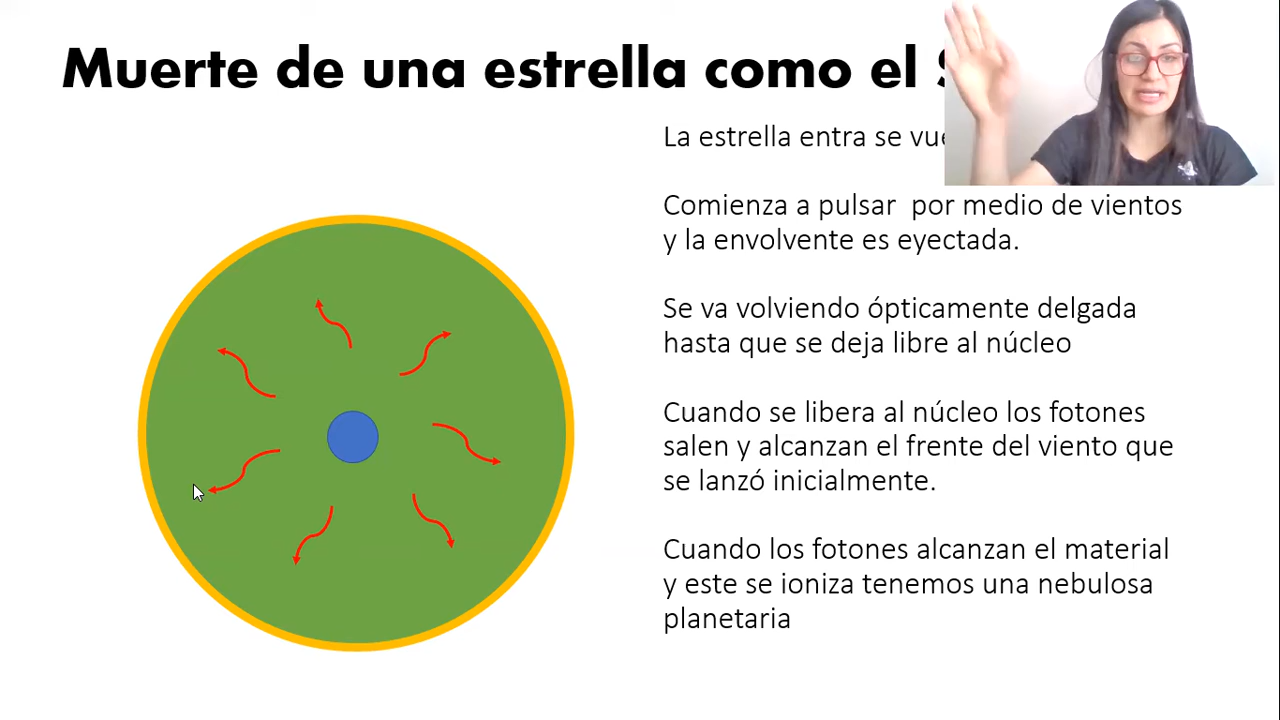 Muerte de una estrella como el
La estrella entra se
Comienza a pulsar  por medio de vientos
y la envolvente es eyectada.
Se va volviendo ópticamente delgada
hasta que se deja libre al núcleo
Cuando se libera al núcleo los fotones
salen y alcanzan el frente del viento que
se lanzó inicialmente.
Cuando los fotones alcanzan el material
y este se ioniza tenemos una nebulosa
planetaria